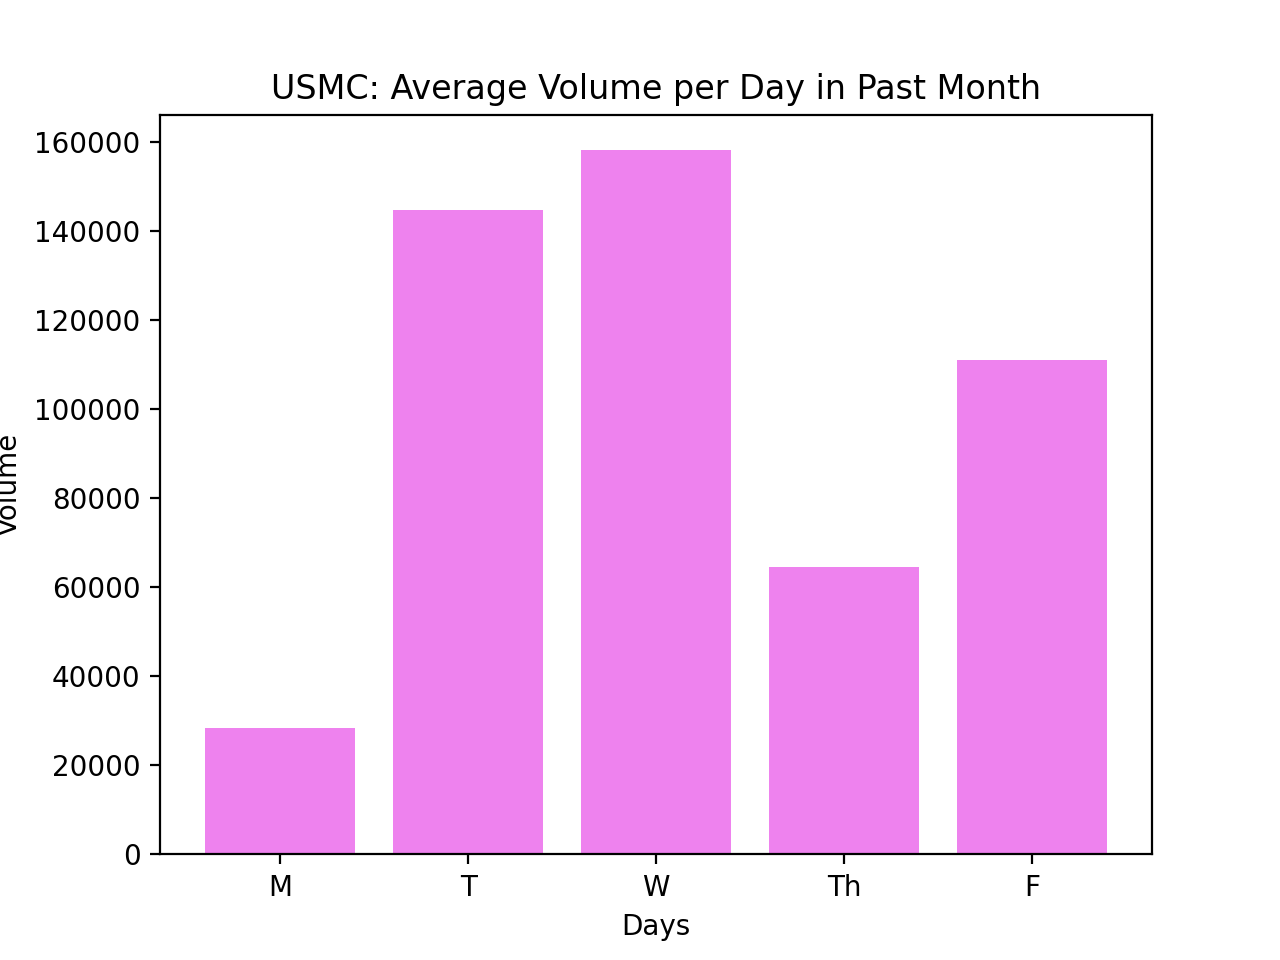 USMC: Average Volume per Day in Past Month
160000
140000
120000
100000
80000
60000
40000
20000
0
Volume
M T W Th F
Days